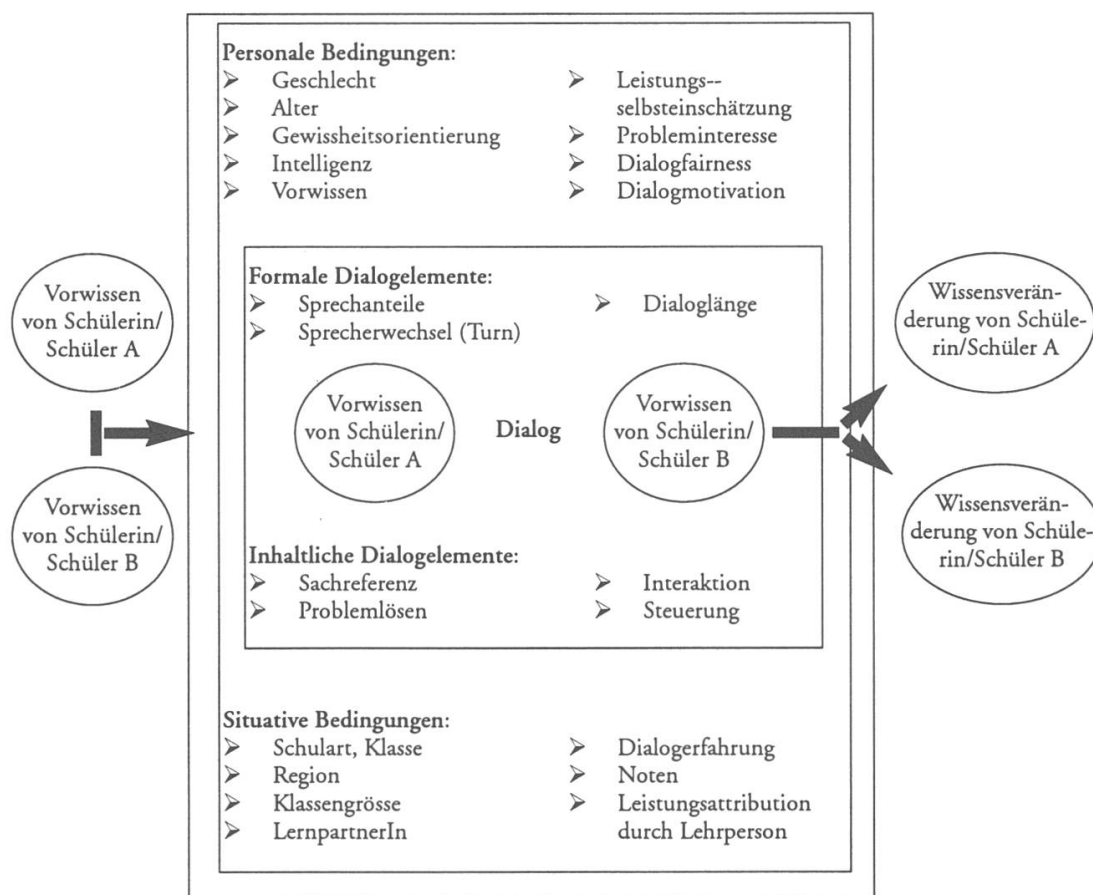 Personale Bedingungen:
➢ Geschlecht
➢ Alter
➢ Gewissheitsorientierung
➢ Intelligenz
➢ Vorwissen
➢ Leistungs--
selbsteinschätzung
➢ Probleminteresse
➢ Dialogfairness
➢ Dialogmotivation
Vorwissen
von Schülerin/
Schüler A
Vorwissen
von Schülerin/
Schüler B
Formale Dialogelemente:
➢ Sprechanteile
➢ Sprecherwechsel (Turn)
➢ Dialoglänge
Vorwissen
von Schülerin/
Schüler A
Dialog
Vorwissen
von Schülerin/
Schüler B
Inhaltliche Dialogelemente:
➢ Sachreferenz
➢ Problemlösen
➢ Interaktion
➢ Steuerung
Wissensverän-
derung von Schüle-
rin/Schüler A
Wissensverän-
derung von Schüle-
rin/Schüler B
Situative Bedingungen:
➢ Schulart, Klasse
➢ Region
➢ Klassengrösse
➢ LernpartnerIn
➢ Dialogerfahrung
➢ Noten
➢ Leistungsattribution
durch Lehrperson